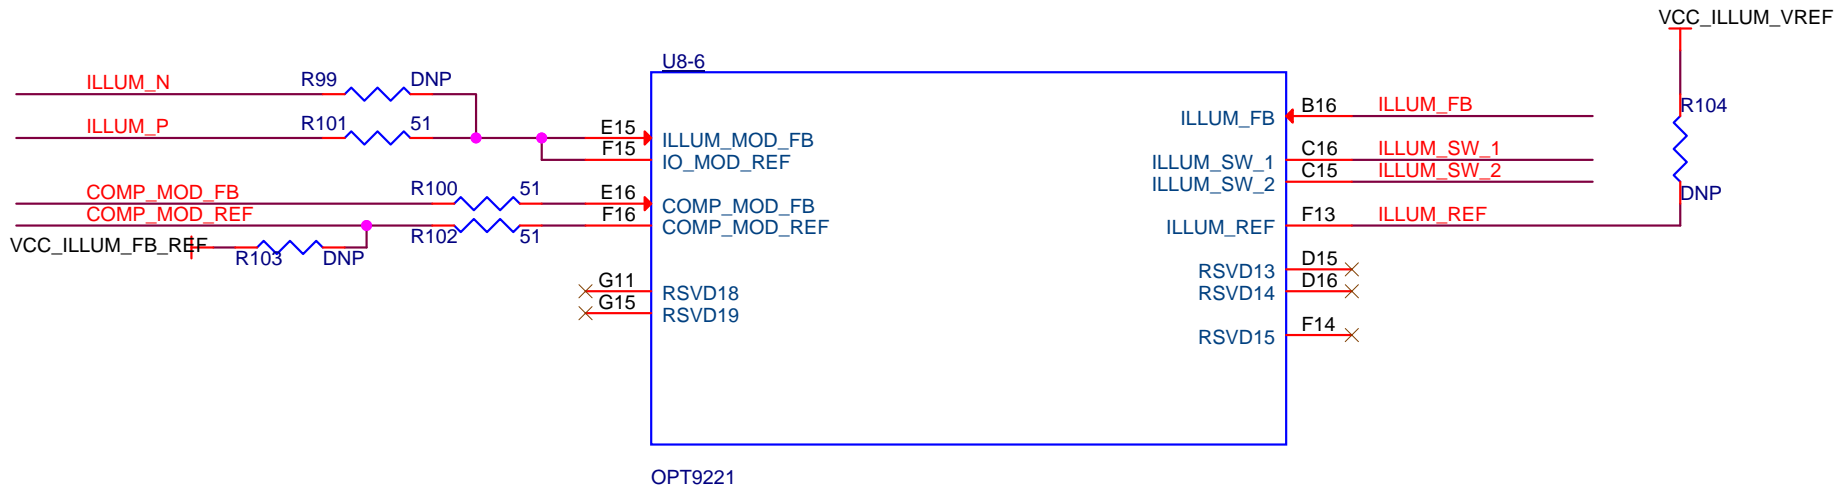 VCC_ILLUM_VREF
U8-6
ILLUM_N R99 DNP
ILLUM_P R101 51
E15 ILLUM_MOD_FB
F15 IO_MOD_REF
COMP_MOD_FB R100 51 E16 COMP_MOD_FB
COMP_MOD_REF R102 51 F16 COMP_MOD_REF
VCC_ILLUM_FB_REF R103 DNP
G11 RSVD18
G15 RSVD19
ILLUM_FB B16 ILLUM_FB
R104
DNP
ILLUM_SW_1 C16 ILLUM_SW_1
ILLUM_SW_2 C15 ILLUM_SW_2
ILLUM_REF F13 ILLUM_REF
RSVD13 D15
RSVD14 D16
RSVD15 F14
OPT9221